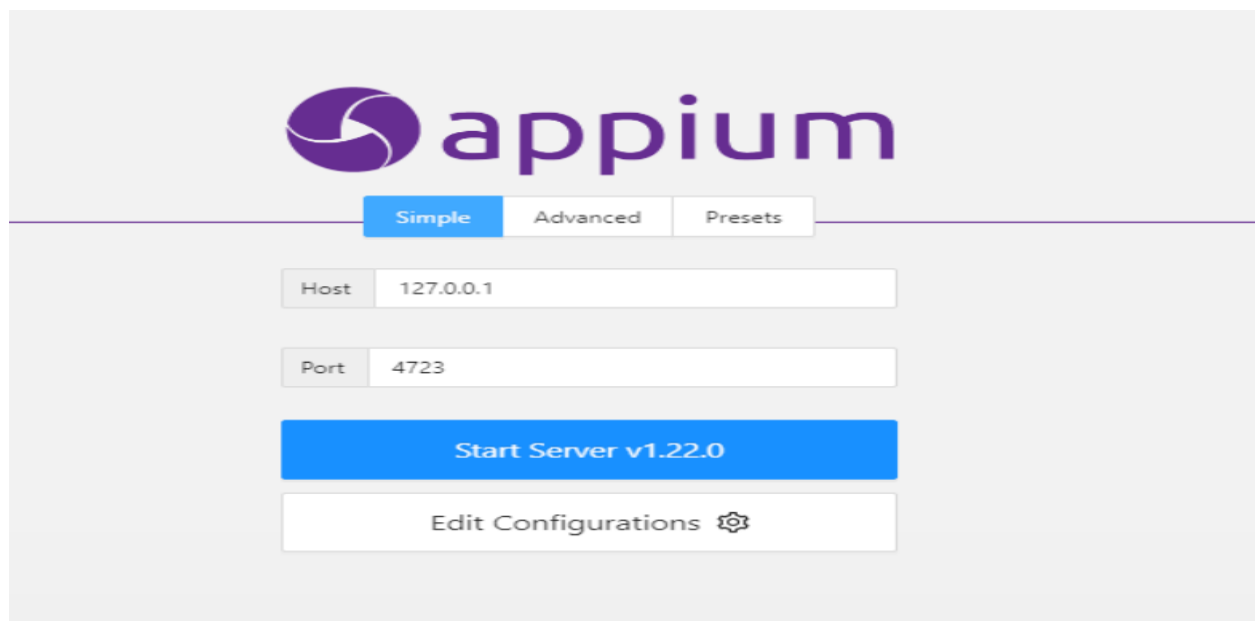 appium
Simple Advanced Presets
Host 127.0.0.1
Port 4723
Start Server v1.22.0
Edit Configurations